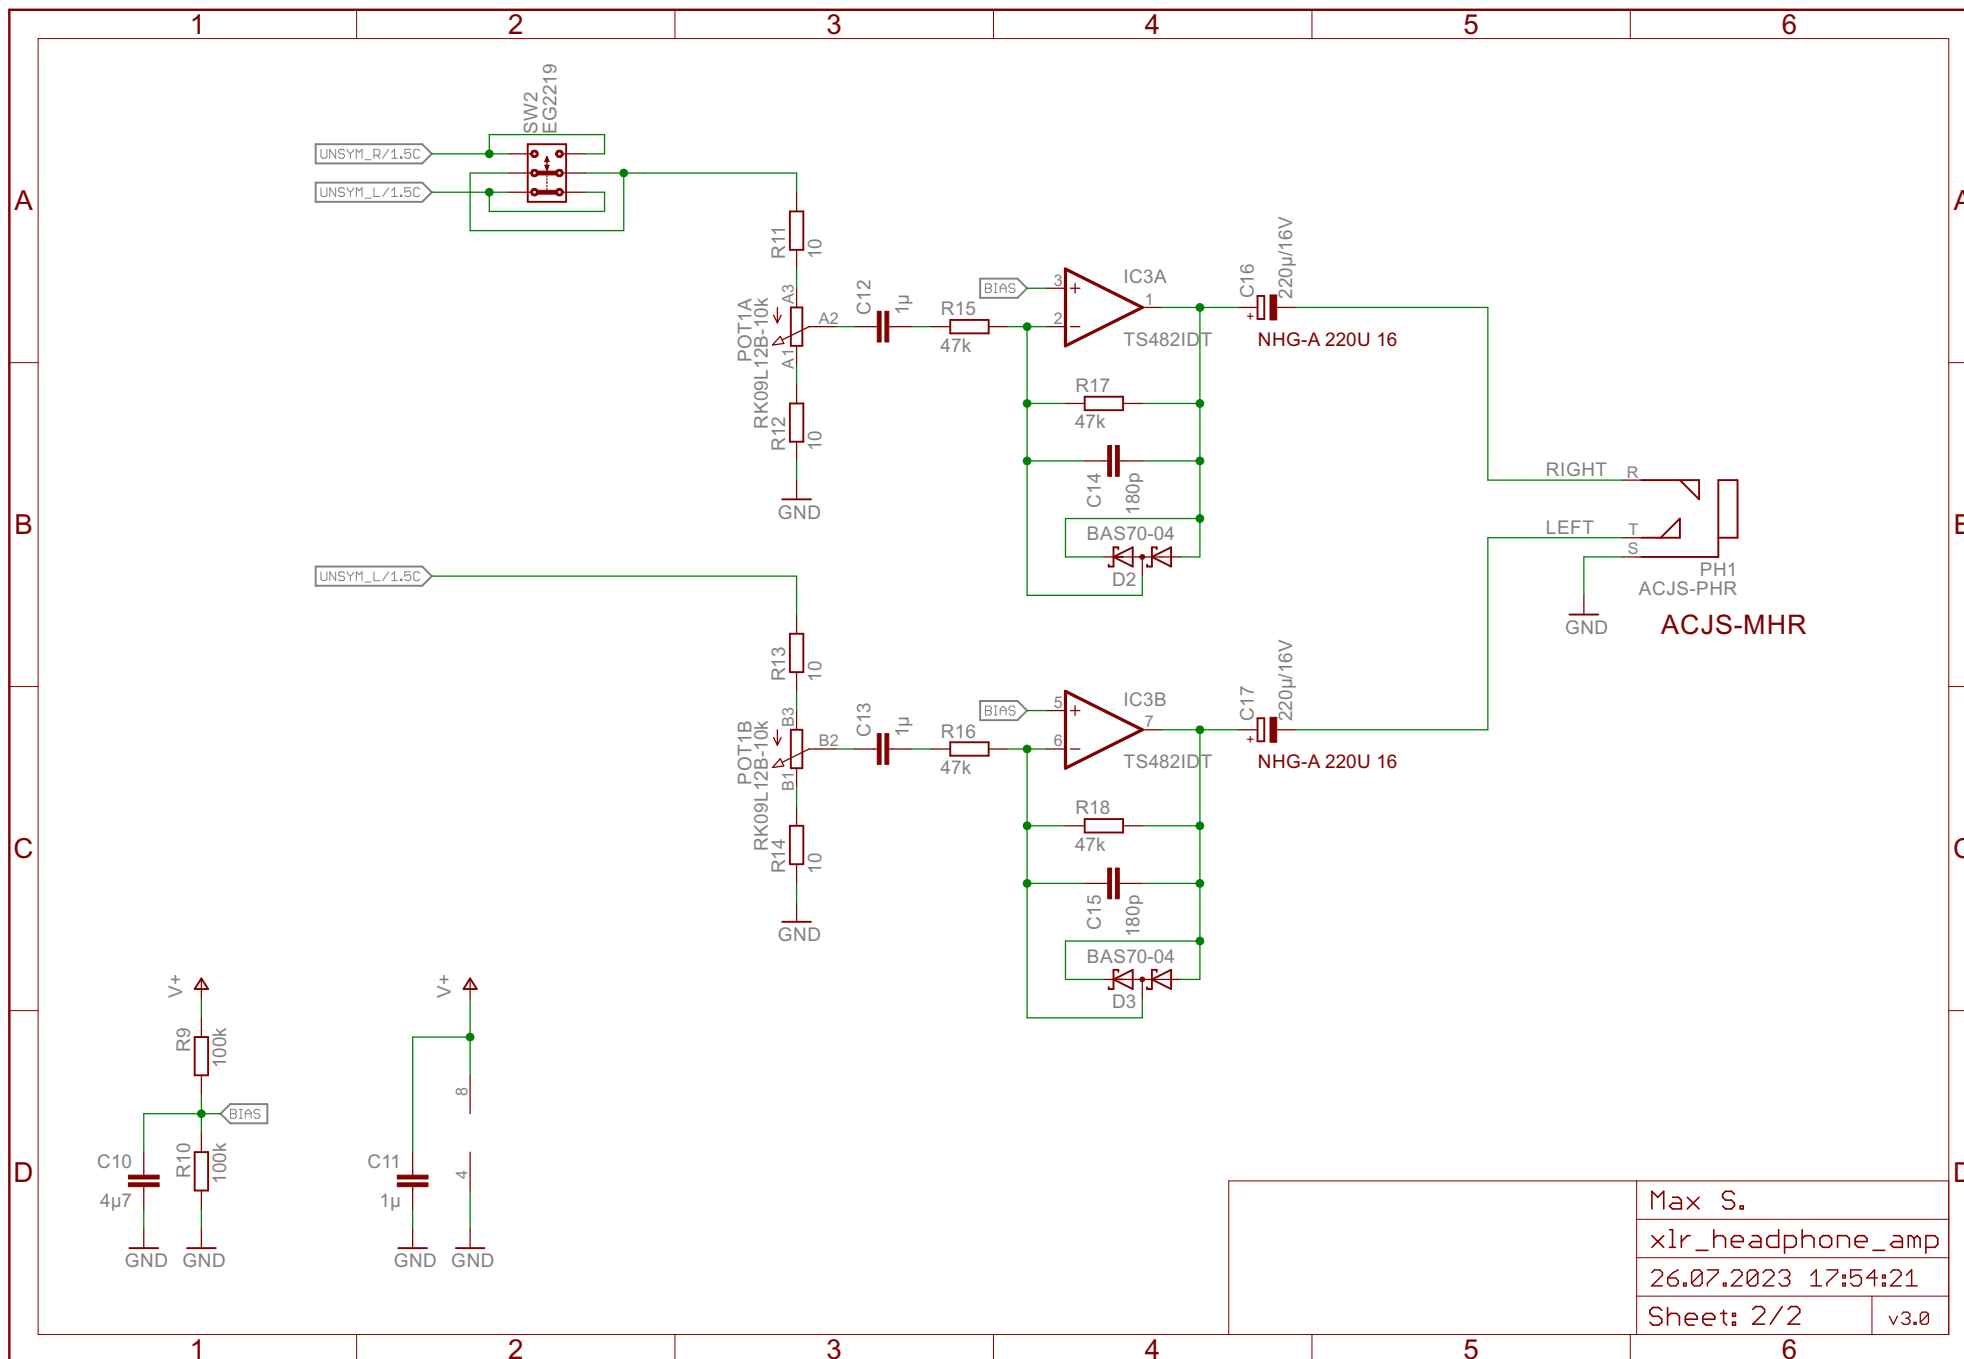 1 2 3 4 5 6
A
A
SW2
EG2219
UNSYM_R/1.5C
UNSYM_L/1.5C
R11
10
POT1A
RK09L12B-10k
A3
A2
A1
R12
10
GND
C12
1µ
R15
47k
BIAS
3
2
1
IC3A
TS482IDT
C16
220µ/16V
NHG-A 220U 16
R17
47k
C14
180p
BAS70-04
D2
B
B
RIGHT
R
LEFT
T
S
PH1
ACJS-PHR
ACJS-MHR
GND
UNSYM_L/1.5C
R13
10
POT1B
RK09L12B-10k
B3
B2
B1
R14
10
GND
C13
1µ
R16
47k
BIAS
5
6
7
IC3B
TS482IDT
C17
220µ/16V
NHG-A 220U 16
R18
47k
C15
180p
BAS70-04
D3
C
C
V+
R9
100k
BIAS
R10
100k
C10
4µ7
GND
GND
V+
8
4
C11
1µ
GND
GND
D
D
Max S.
xlr_headphone_amp
26.07.2023 17:54:21
Sheet: 2/2
v3.0
1 2 3 4 5 6